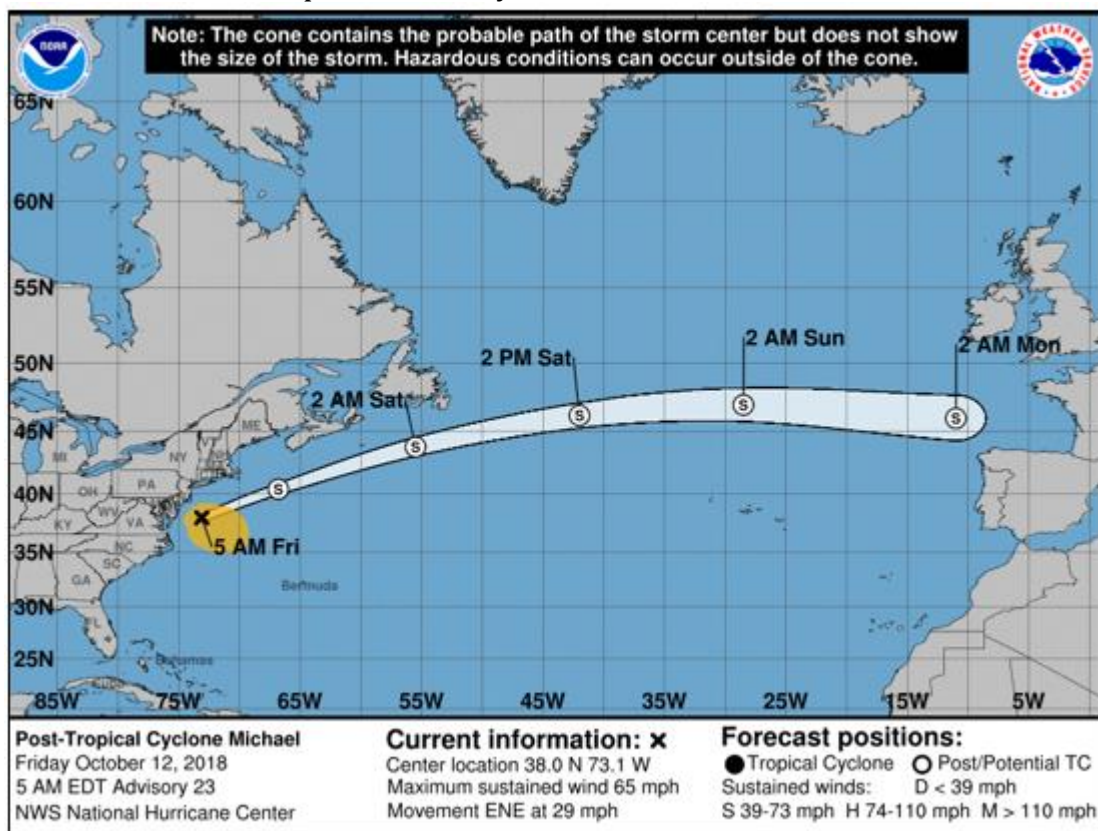 Note: The cone contains the probable path of the storm center but does not show
the size of the storm. Hazardous conditions can occur outside of the cone.
NOAA
65N
60N
55N
50N
45N
40N
35N
30N
25N
2 PM Sat
2 AM Sun
2 AM Mon
2 AM Sat
5 AM Fri
S
S
S
S
S
ME
VT
NH
NY
MI
PA
OH
WV
VA
KY
NC
SC
GA
FL
Bermuda
Bahamas
Cuba
85W 75W 65W 55W 45W 35W 25W 15W 5W
Post-Tropical Cyclone Michael
Friday October 12, 2018
5 AM EDT Advisory 23
NWS National Hurricane Center
Current information: ×
Center location 38.0 N 73.1 W
Maximum sustained wind 65 mph
Movement ENE at 29 mph
Forecast positions:
● Tropical Cyclone ○ Post/Potential TC
Sustained winds: D < 39 mph
S 39-73 mph H 74-110 mph M > 110 mph